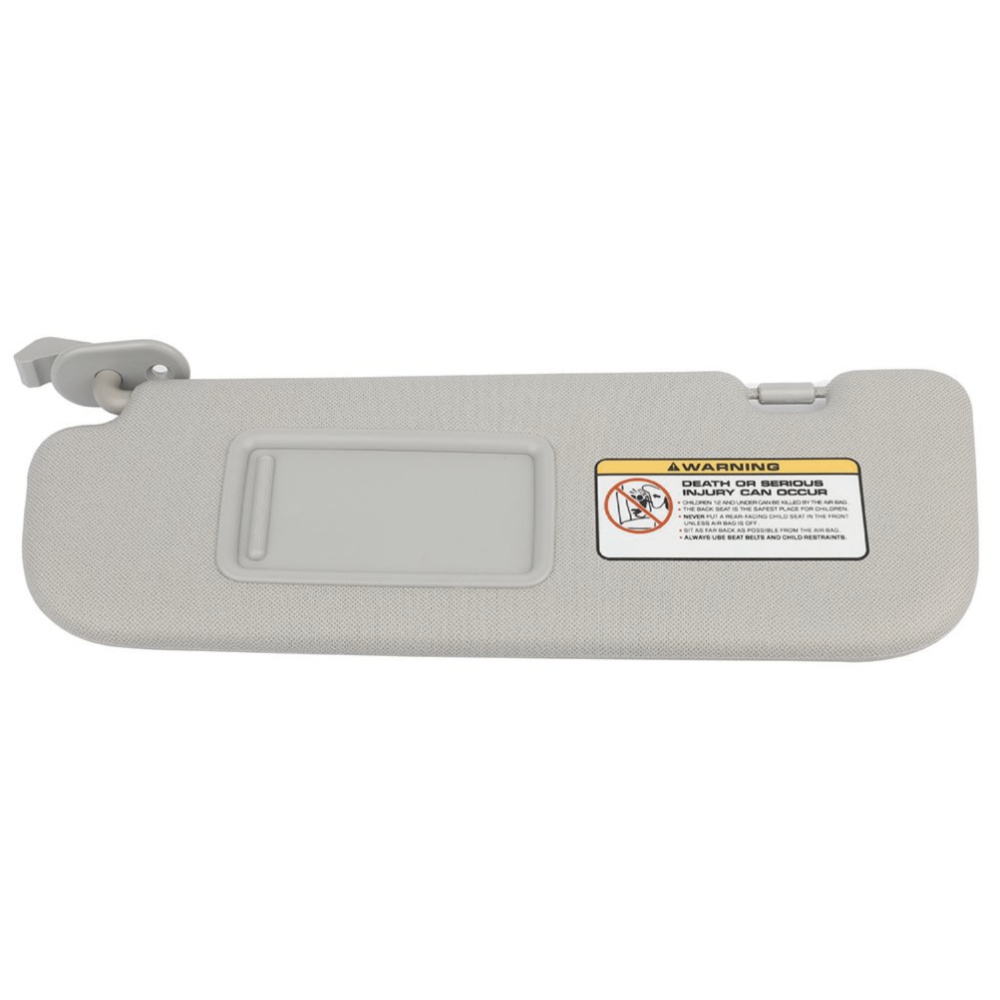 WARNING
DEATH OR SERIOUS
INJURY CAN OCCUR
• CHILDREN 12 AND UNDER CAN BE KILLED BY THE AIR BAG.
• THE BACK SEAT IS THE SAFEST PLACE FOR CHILDREN.
• NEVER PUT A REAR-FACING CHILD SEAT IN THE FRONT
UNLESS AIR BAG IS OFF.
• SIT AS FAR BACK AS POSSIBLE FROM THE AIR BAG.
• ALWAYS USE SEAT BELTS AND CHILD RESTRAINTS.